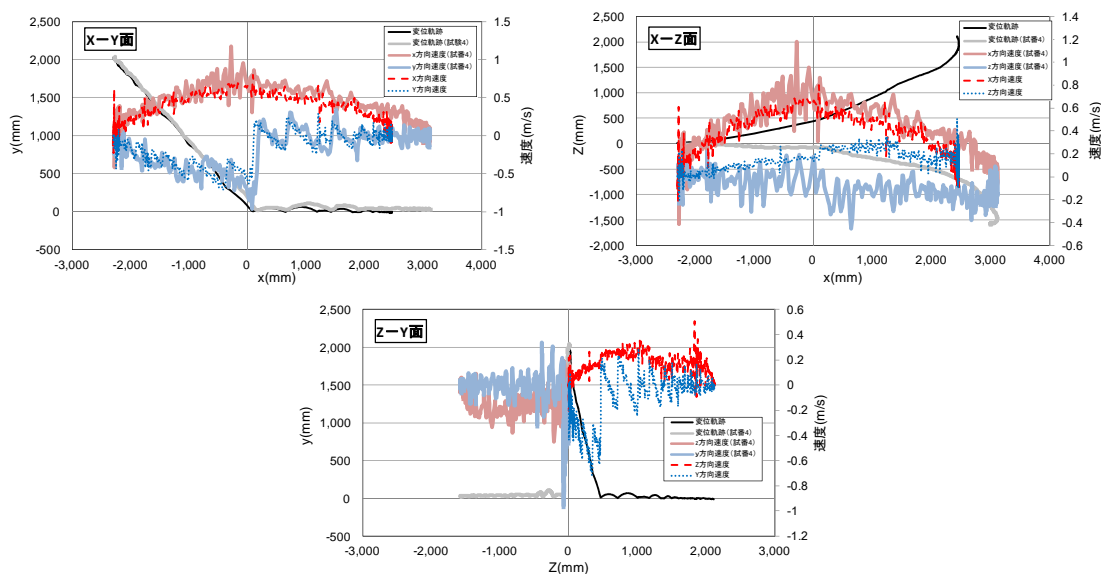 X－Y面
2,500
2,000
1,500
1,000
500
0
-500
y(mm)
-3,000 -2,000 -1,000 0 1,000 2,000 3,000 4,000
x(mm)
1.5
1
0.5
0
-0.5
-1
-1.5
速度(m/s)
変位軌跡
変位軌跡(試験4)
x方向速度(試番4)
y方向速度(試番4)
X方向速度
Y方向速度
X－Z面
2,500
2,000
1,500
1,000
500
0
-500
-1,000
-1,500
-2,000
Z(mm)
-3,000 -2,000 -1,000 0 1,000 2,000 3,000 4,000
x(mm)
1.4
1.2
1
0.8
0.6
0.4
0.2
0
-0.2
-0.4
-0.6
速度(m/s)
変位軌跡
変位軌跡(試番4)
x方向速度(試番4)
z方向速度(試番4)
X方向速度
Z方向速度
Z－Y面
2,500
2,000
1,500
1,000
500
0
-500
y(mm)
-3,000 -2,000 -1,000 0 1,000 2,000 3,000
Z(mm)
0.6
0.4
0.2
0
-0.2
-0.4
-0.6
-0.8
-1
-1.2
速度(m/s)
変位軌跡
変位軌跡(試番4)
z方向速度(試番4)
y方向速度(試番4)
Z方向速度
Y方向速度